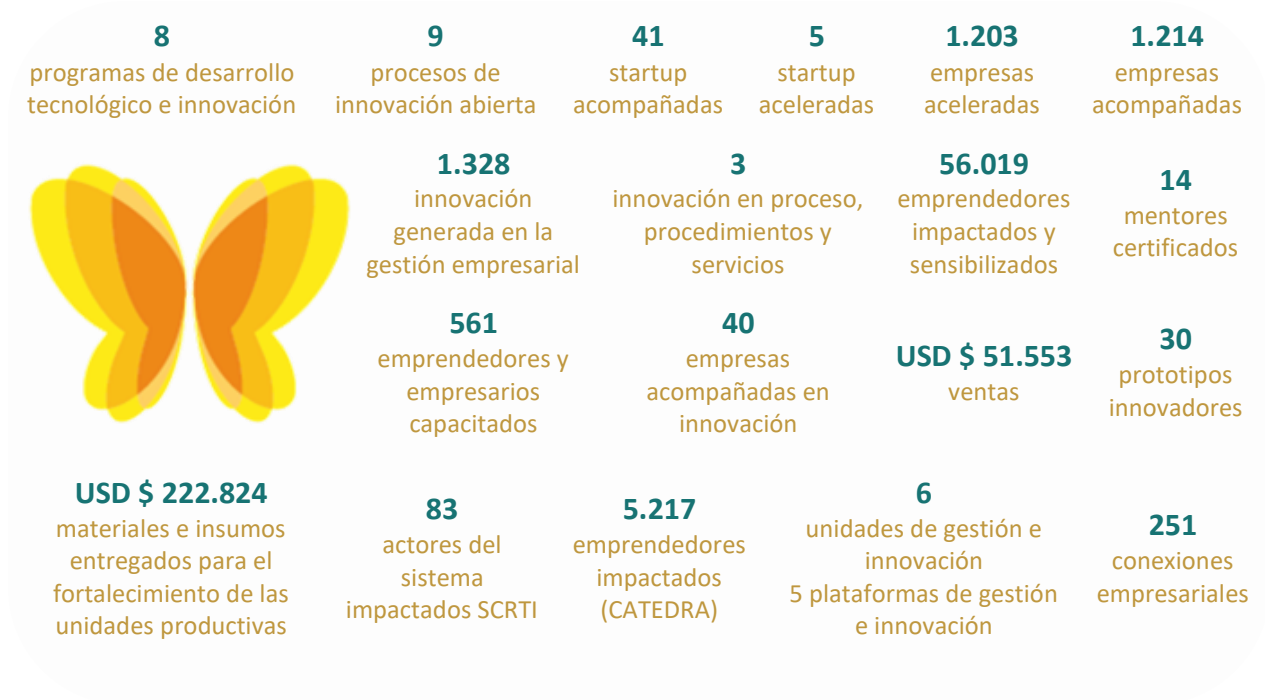 8
programas de desarrollo
tecnológico e innovación
9
procesos de
innovación abierta
41
startup
acompañadas
5
startup
aceleradas
1.203
empresas
aceleradas
1.214
empresas
acompañadas
1.328
innovación
generada en la
gestión empresarial
3
innovación en proceso,
procedimientos y
servicios
56.019
emprendedores
impactados y
sensibilizados
14
mentores
certificados
561
emprendedores y
empresarios
capacitados
40
empresas
acompañadas en
innovación
USD $ 51.553
ventas
30
prototipos
innovadores
USD $ 222.824
materiales e insumos
entregados para el
fortalecimiento de las
unidades productivas
83
actores del
sistema
impactados SCRTI
5.217
emprendedores
impactados
(CATEDRA)
6
unidades de gestión e
innovación
5 plataformas de gestión
e innovación
251
conexiones
empresariales